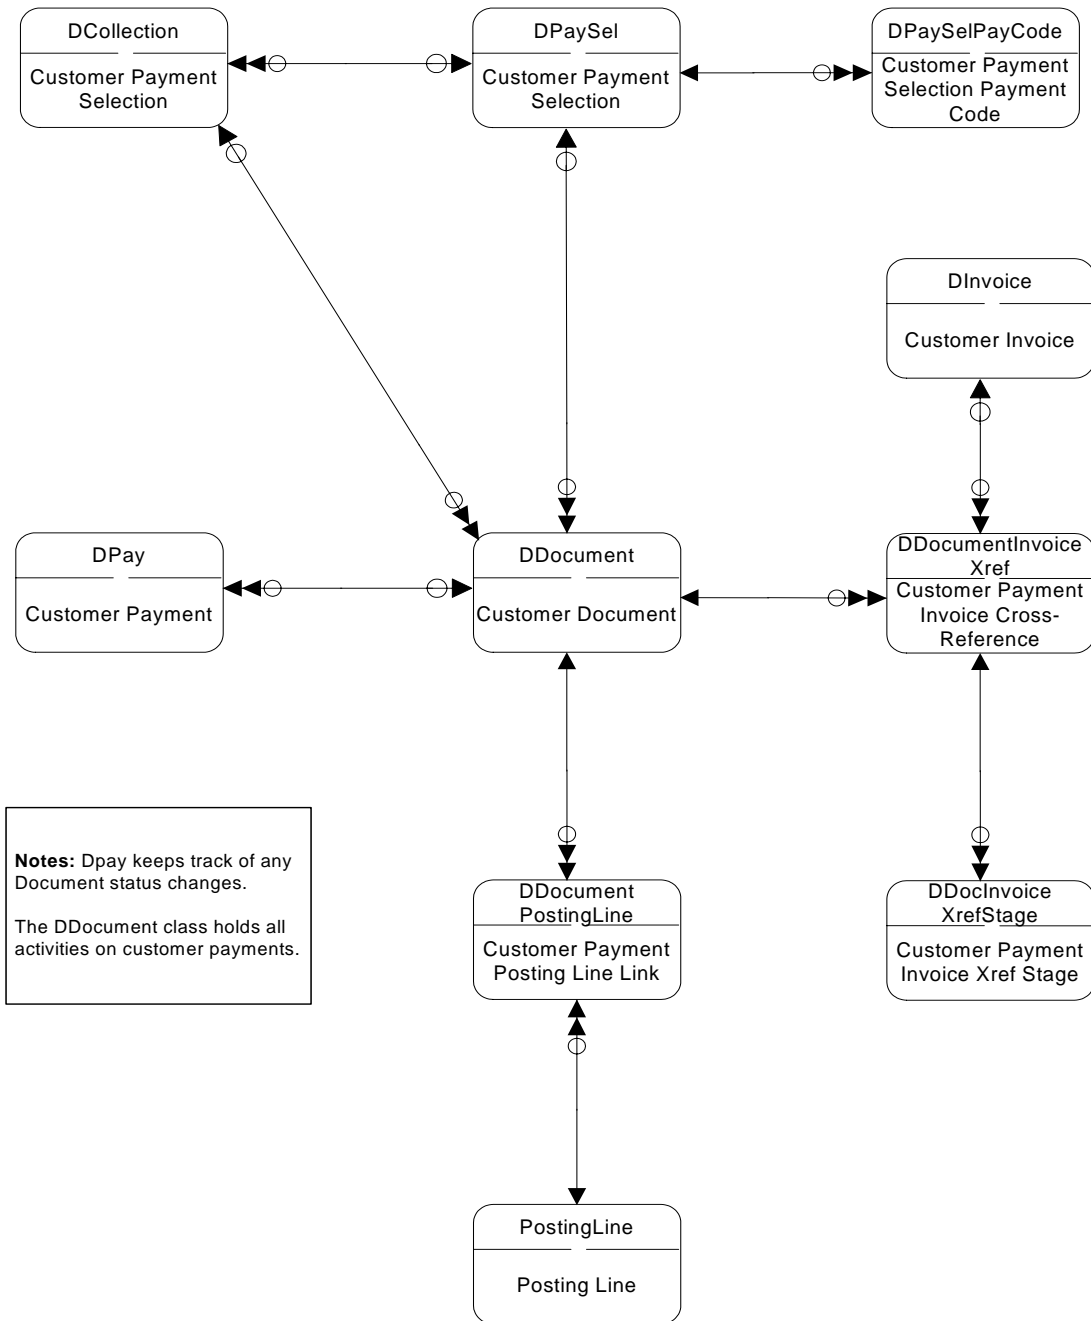 DCollection
Customer Payment
Selection
DPaySel
Customer Payment
Selection
DPaySelPayCode
Customer Payment
Selection Payment
Code
DInvoice
Customer Invoice
DPay
Customer Payment
DDocument
Customer Document
DDocumentInvoice
Xref
Customer Payment
Invoice Cross-
Reference
Notes: Dpay keeps track of any
Document status changes.
The DDocument class holds all
activities on customer payments.
DDocument
PostingLine
Customer Payment
Posting Line Link
DDocInvoice
XrefStage
Customer Payment
Invoice Xref Stage
PostingLine
Posting Line